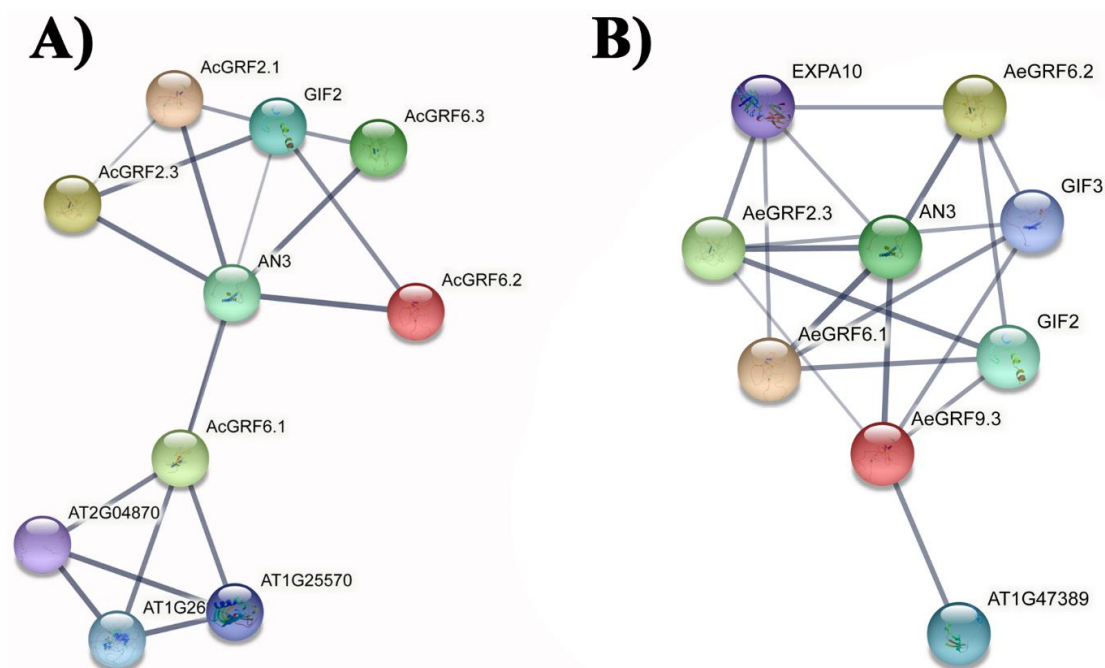 A)
AcGRF2.1
GIF2
AcGRF6.3
AcGRF2.3
AN3
AcGRF6.2
AcGRF6.1
AT2G04870
AT1G25570
AT1G26
B)
EXPA10
AeGRF6.2
GIF3
AeGRF2.3
AN3
GIF2
AeGRF6.1
AeGRF9.3
AT1G47389